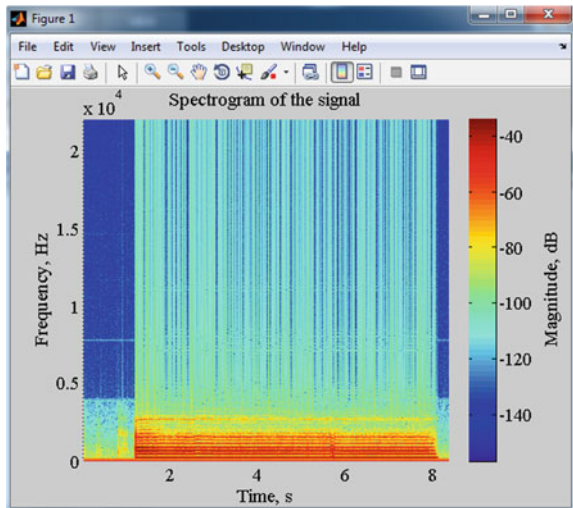 Figure 1
File Edit View Insert Tools Desktop Window Help
Spectrogram of the signal
x 10^4
2
1.5
1
0.5
0
Frequency, Hz
2 4 6 8
Time, s
-40
-60
-80
-100
-120
-140
Magnitude, dB